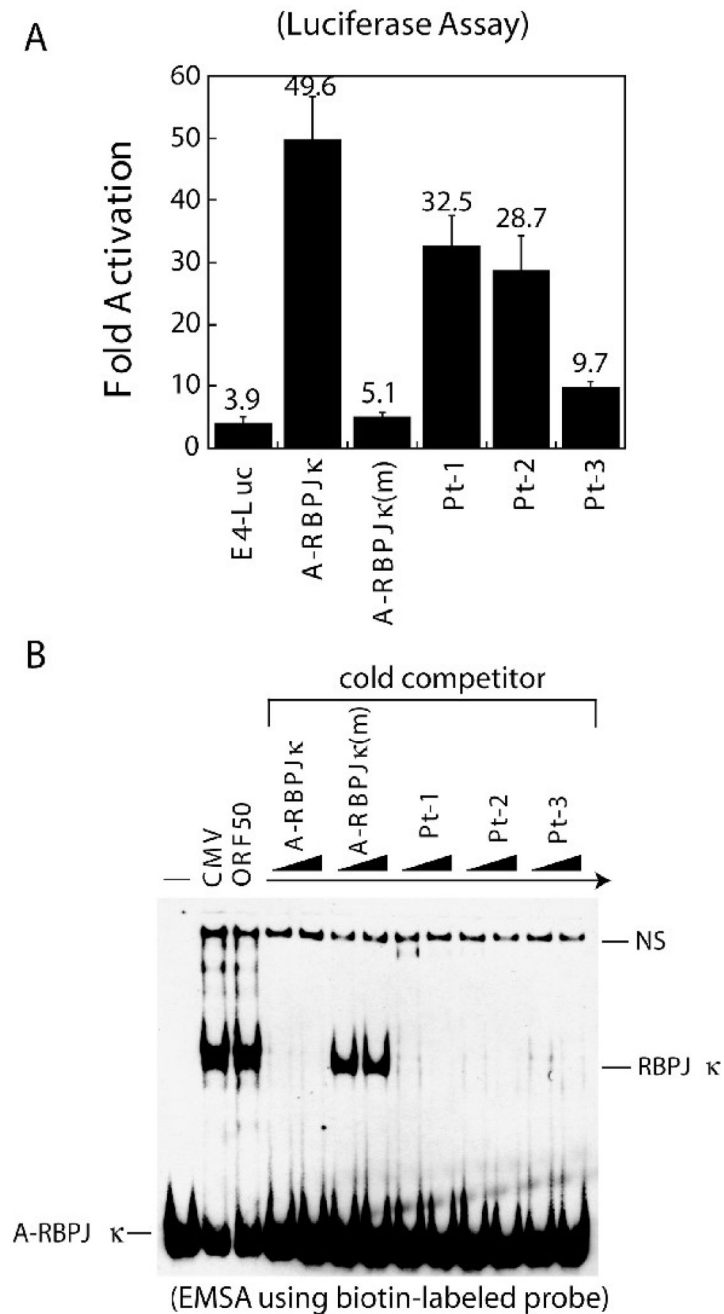 A
(Luciferase Assay)
Fold Activation
60
50
40
30
20
10
0
3.9
49.6
5.1
32.5
28.7
9.7
E4-Luc
A-RBPJκ
A-RBPJκ(m)
Pt-1
Pt-2
Pt-3
B
cold competitor
—
CMV
ORF50
A-RBPJκ
A-RBPJκ(m)
Pt-1
Pt-2
Pt-3
NS
RBPJ κ
A-RBPJ κ
(EMSA using biotin-labeled probe)